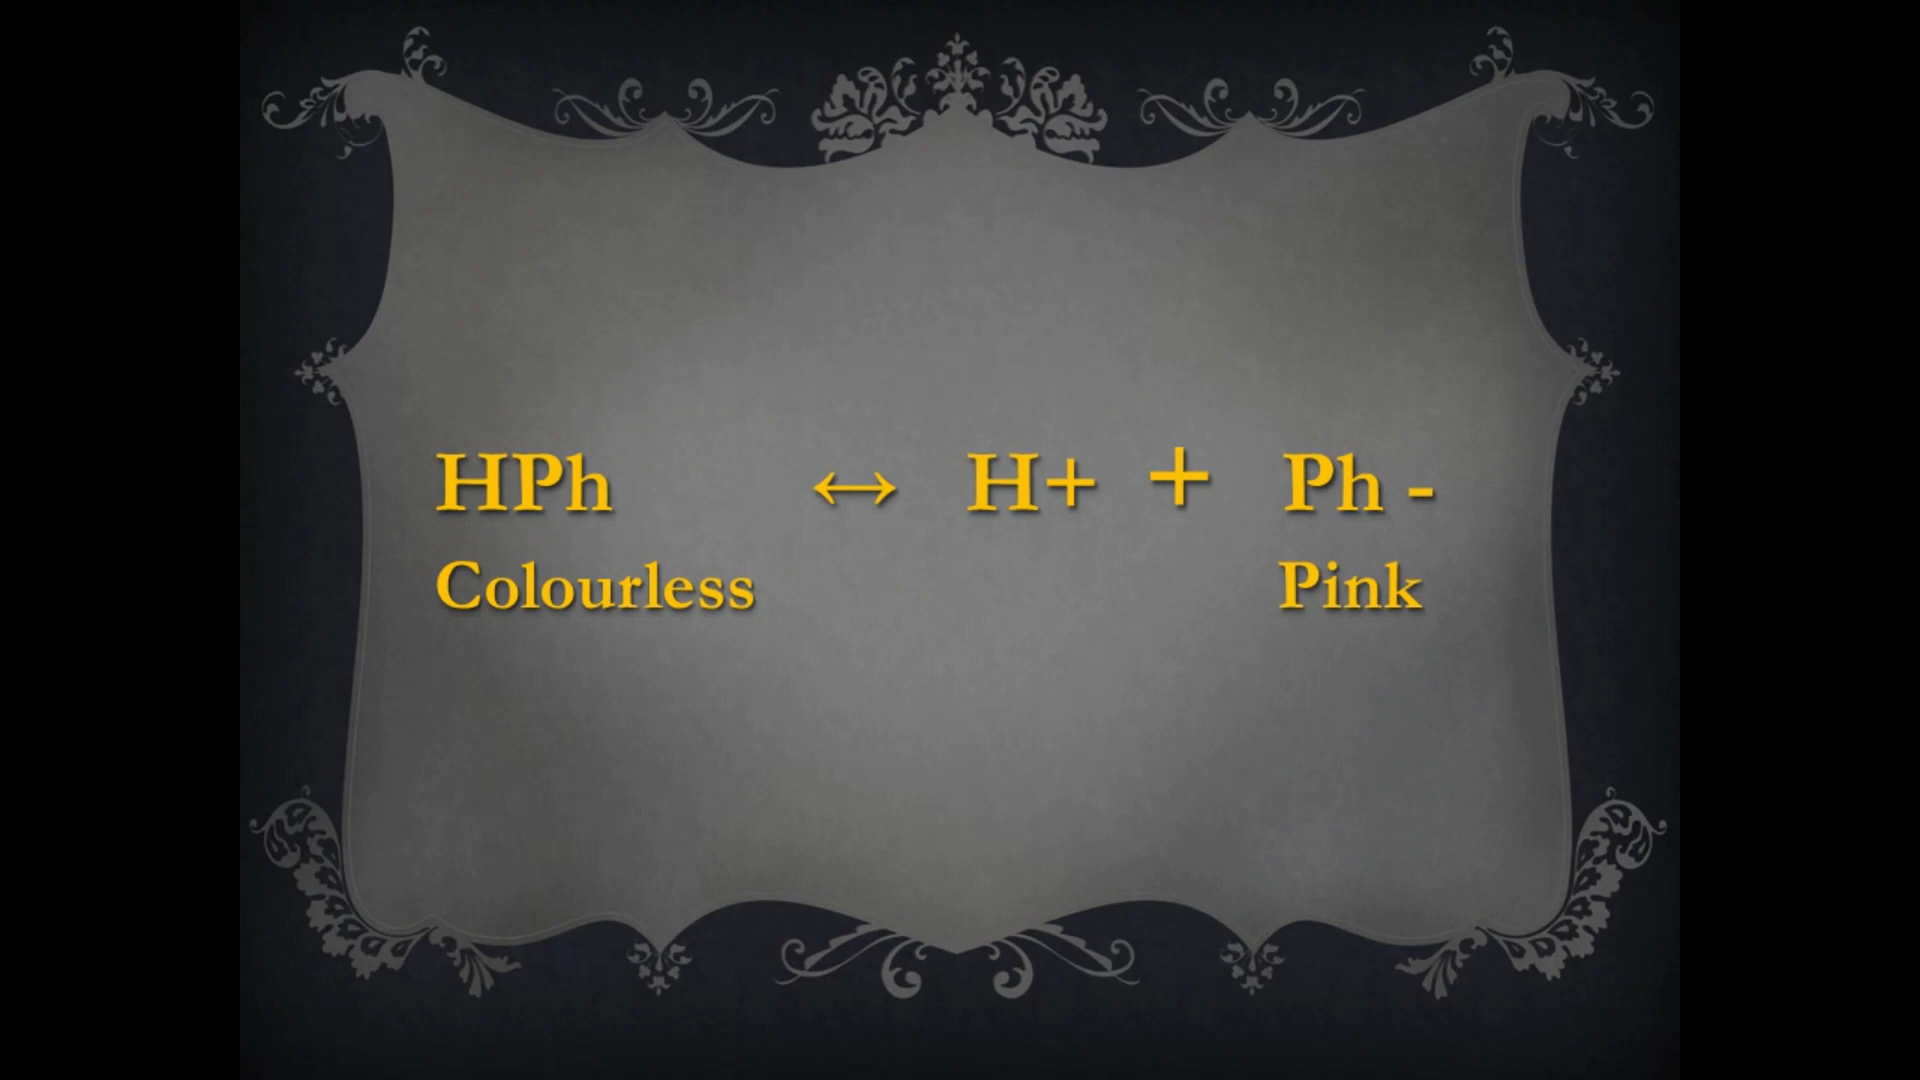 HPh ↔ H+ + Ph -
Colourless Pink